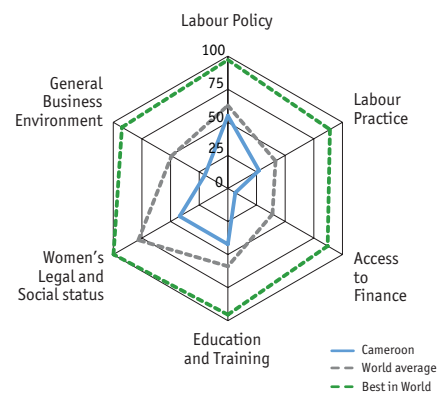 Labour Policy
100
75
50
25
0
General
Business
Environment
Labour
Practice
Women's
Legal and
Social status
Access
to
Finance
Education
and Training
Cameroon
World average
Best in World